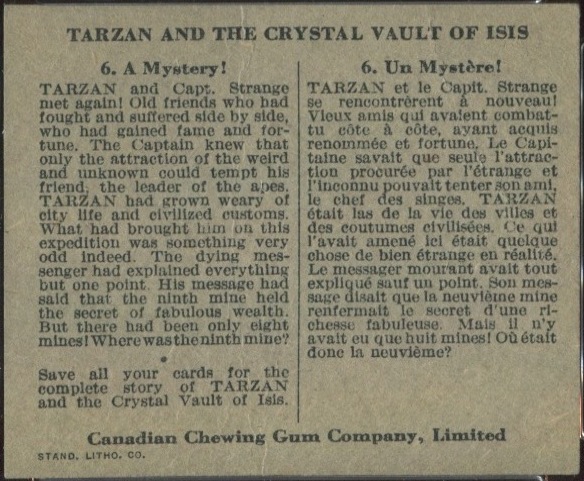 TARZAN AND THE CRYSTAL VAULT OF ISIS
6. A Mystery!
TARZAN and Capt. Strange
met again! Old friends who had
fought and suffered side by side,
who had gained fame and for-
tune. The Captain knew that
only the attraction of the weird
and unknown could tempt his
friend, the leader of the apes.
TARZAN had grown weary of
city life and civilized customs.
What had brought him on this
expedition was something very
odd indeed. The dying mes-
senger had explained everything
but one point. His message had
said that the ninth mine held
the secret of fabulous wealth.
But there had been only eight
mines! Where was the ninth mine?
*
Save all your cards for the
complete story of TARZAN
and the Crystal Vault of Isis.
6. Un Mystère!
TARZAN et le Capit. Strange
se rencontrèrent à nouveau!
Vieux amis qui avaient combat-
tu côte à côte, ayant acquis
renommée et fortune. Le Capi-
taine savait que seule l'attrac-
tion procurée par l'étrange et
l'inconnu pouvait tenter son ami,
le chef des singes. TARZAN
était las de la vie des villes et
des coutumes civilisées. Ce qui
l'avait amené ici était quelque
chose de bien étrange en réalité.
Le messager mourant avait tout
expliqué sauf un point. Son mes-
sage disait que la neuvième mine
renfermait le secret d'une ri-
chesse fabuleuse. Mais il n'y
avait eu que huit mines! Où était
donc la neuvième?
Canadian Chewing Gum Company, Limited
STAND. LITHO. CO.